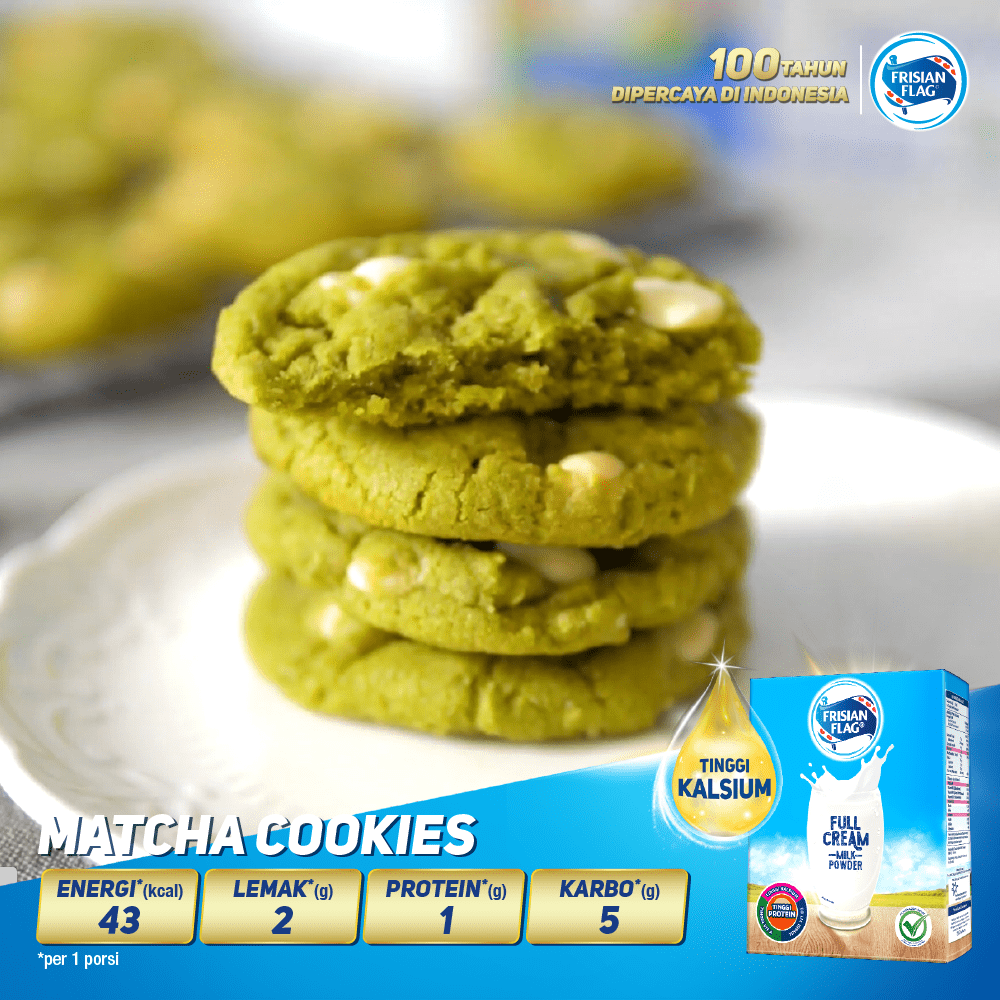 100 TAHUN
DIPERCAYA DI INDONESIA
FRISIAN
FLAG®
MATCHA COOKIES
ENERGI*(kcal)
43
LEMAK*(g)
2
PROTEIN*(g)
1
KARBO*(g)
5
*per 1 porsi
TINGGI
KALSIUM
FRISIAN
FLAG®
FULL
CREAM
MILK
POWDER
TINGGI
PROTEIN